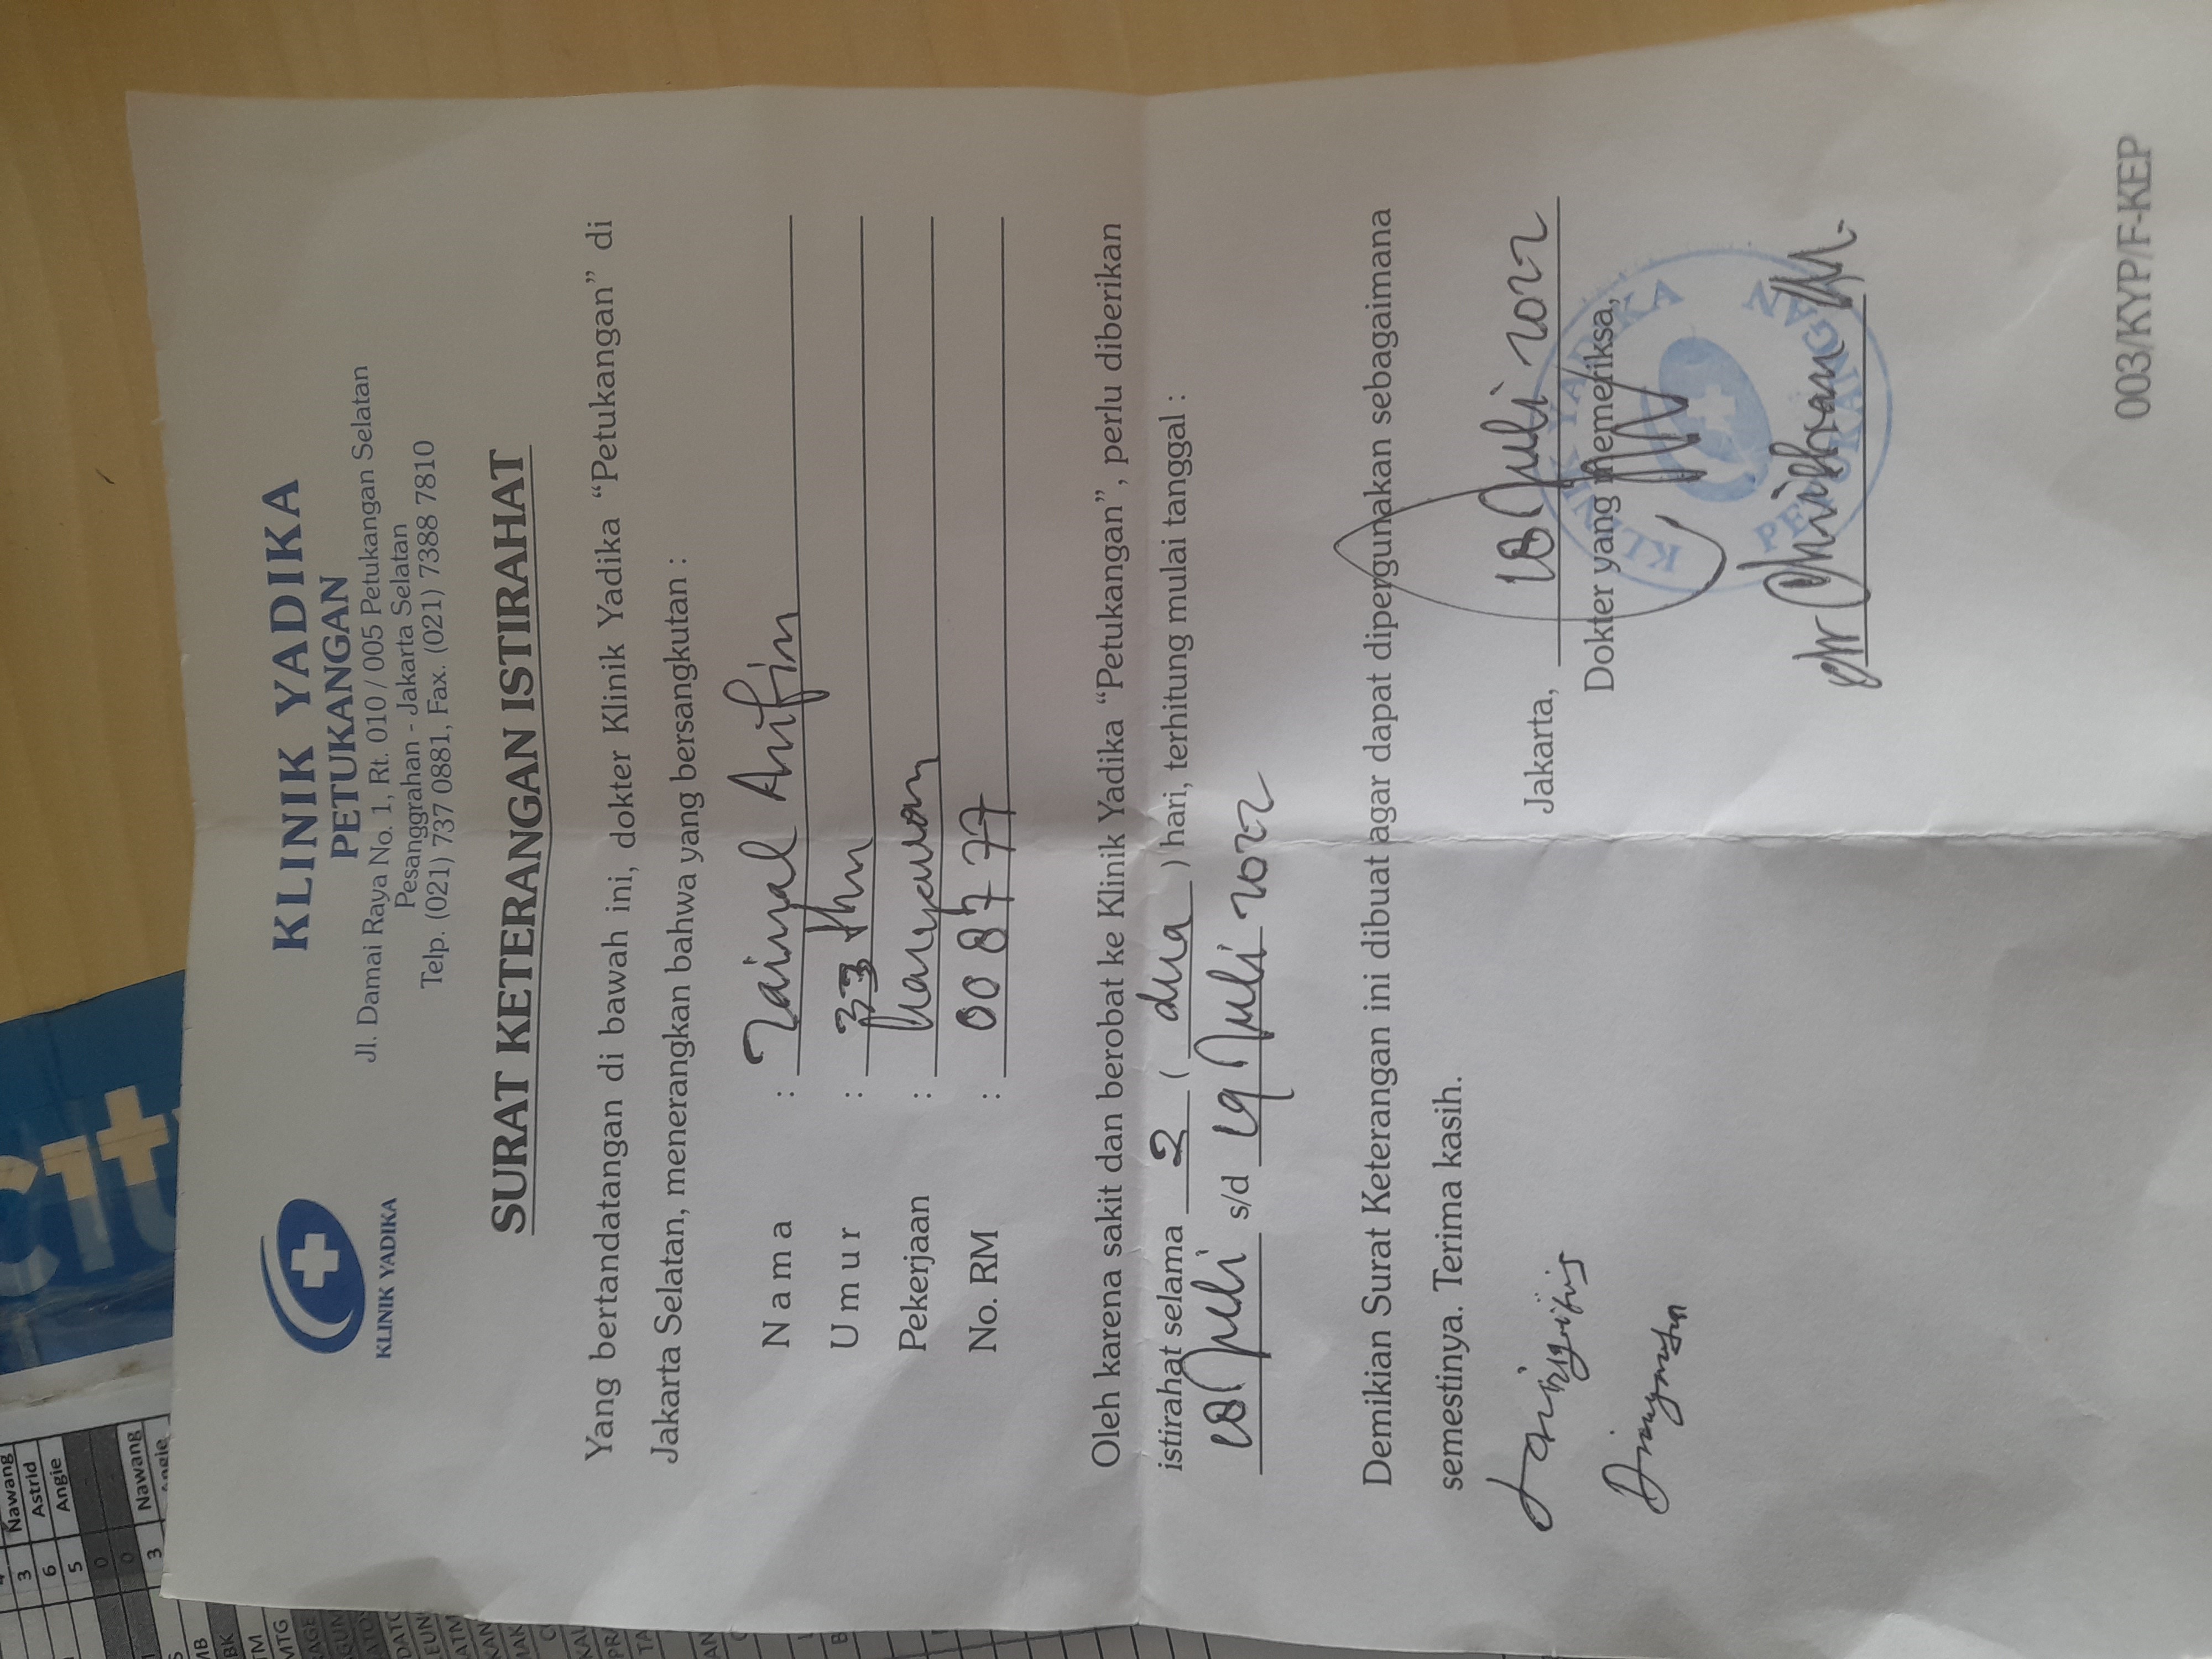 KLINIK YADIKA
KLINIK YADIKA
PETUKANGAN
Jl. Damai Raya No. 1, Rt. 010 / 005 Petukangan Selatan
Pesanggrahan - Jakarta Selatan
Telp. (021) 737 0881, Fax. (021) 7388 7810
SURAT KETERANGAN ISTIRAHAT
Yang bertandatangan di bawah ini, dokter Klinik Yadika “Petukangan” di
Jakarta Selatan, menerangkan bahwa yang bersangkutan :
N a m a : Zainal Arifin
U m u r : 33 thn
Pekerjaan : Karyawan
No. RM : 008777
Oleh karena sakit dan berobat ke Klinik Yadika “Petukangan”, perlu diberikan
istirahat selama 2 ( dua ) hari, terhitung mulai tanggal :
18 Juli s/d 19 Juli 2022
Demikian Surat Keterangan ini dibuat agar dapat dipergunakan sebagaimana
semestinya. Terima kasih.
Jakarta, 18 Juli 2022
Dokter yang memeriksa,
KLINIK YADIKA
PETUKANGAN
dr
003/KYP/F-KEP
Nawang
3 Astrid
6 Angie
5
0
0 Nawang
3